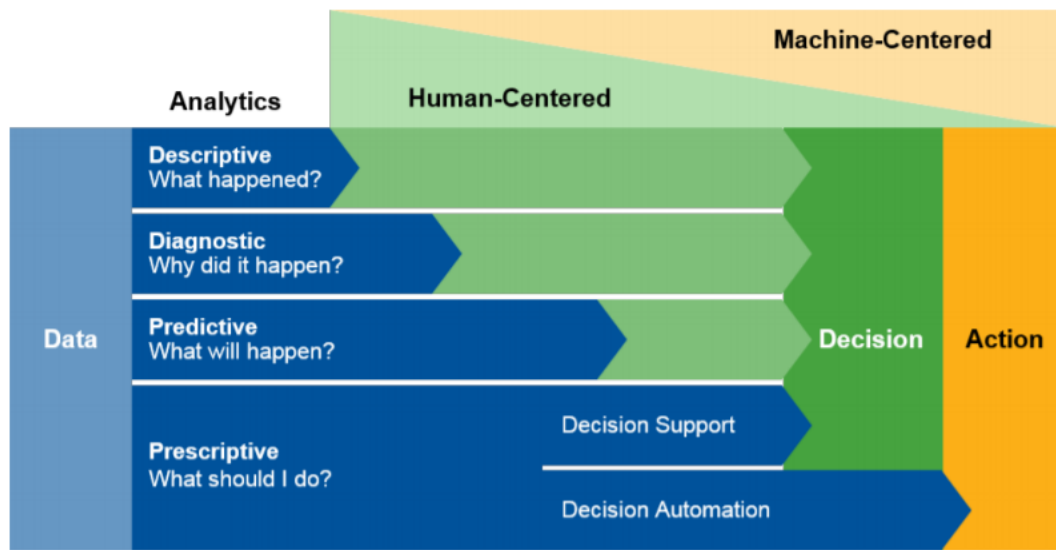 Machine-Centered
Human-Centered
Analytics
Descriptive
What happened?
Diagnostic
Why did it happen?
Predictive
What will happen?
Data
Decision
Action
Decision Support
Prescriptive
What should I do?
Decision Automation